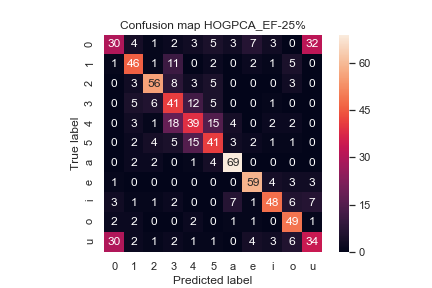 Confusion map HOGPCA_EF-25%
True label
0 30 4 1 2 3 5 3 7 3 0 32
1 1 46 1 11 0 2 0 2 1 5 0
2 0 3 56 8 3 5 0 0 0 0 0
3 0 5 6 41 12 5 0 0 1 0 0
4 0 3 1 18 39 15 4 0 2 2 0
5 0 2 4 5 15 41 3 2 1 1 0
a 0 2 2 0 1 4 69 0 0 0 0
e 1 0 0 0 0 0 0 59 4 3 3
i 3 1 1 2 0 0 7 1 48 6 7
o 2 2 0 0 2 0 1 1 0 49 1
u 30 2 1 2 1 0 0 4 3 6 34
0 1 2 3 4 5 a e i o u
Predicted label
60
45
30
15
0